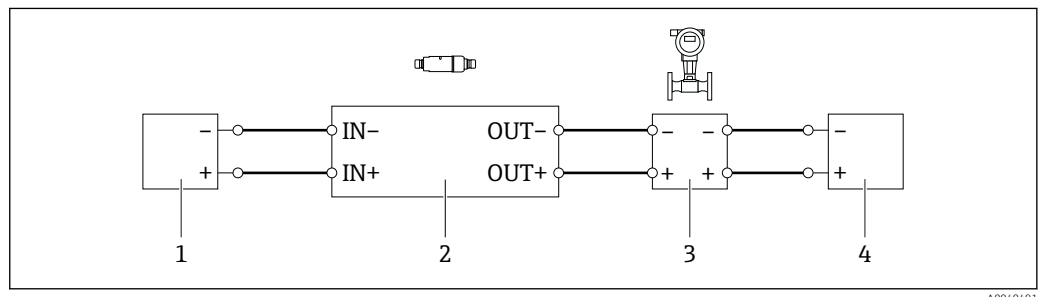 − IN− OUT− − − −
+ IN+ OUT+ + + +
1 2 3 4